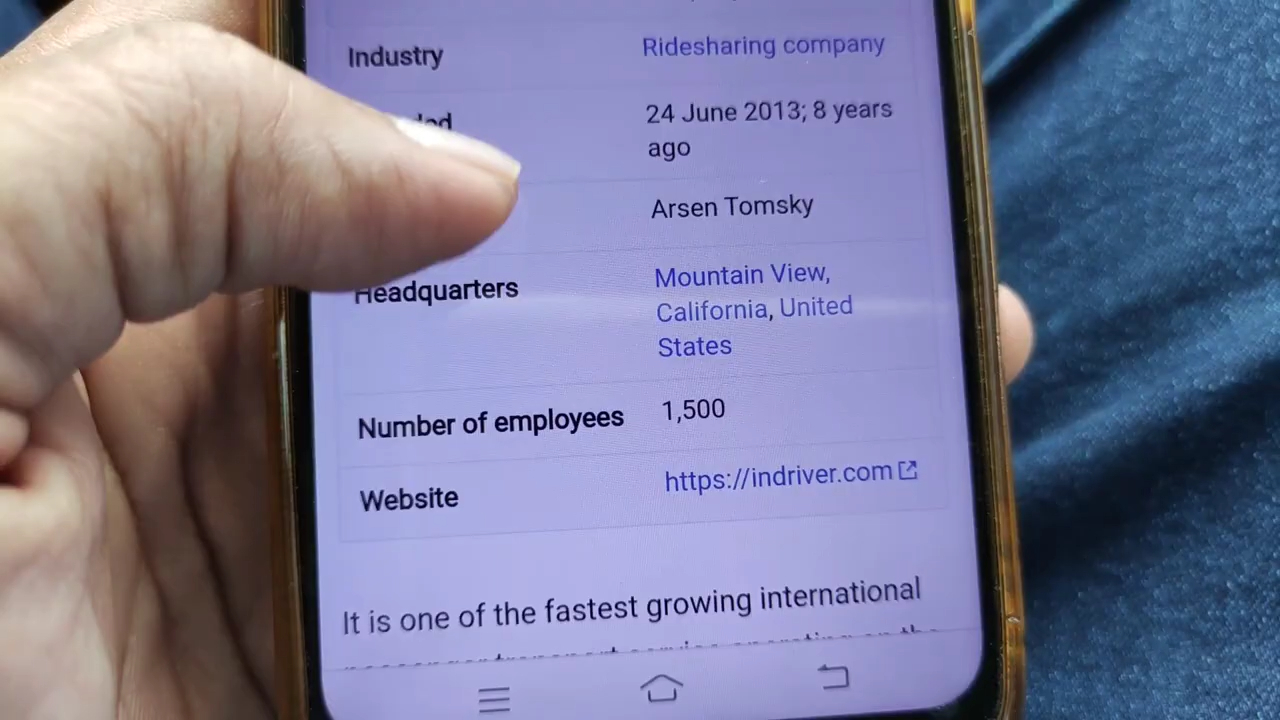 Industry
Ridesharing company
24 June 2013; 8 years
ago
Arsen Tomsky
Headquarters
Mountain View,
California, United
States
Number of employees
1,500
Website
https://indriver.com
It is one of the fastest growing international